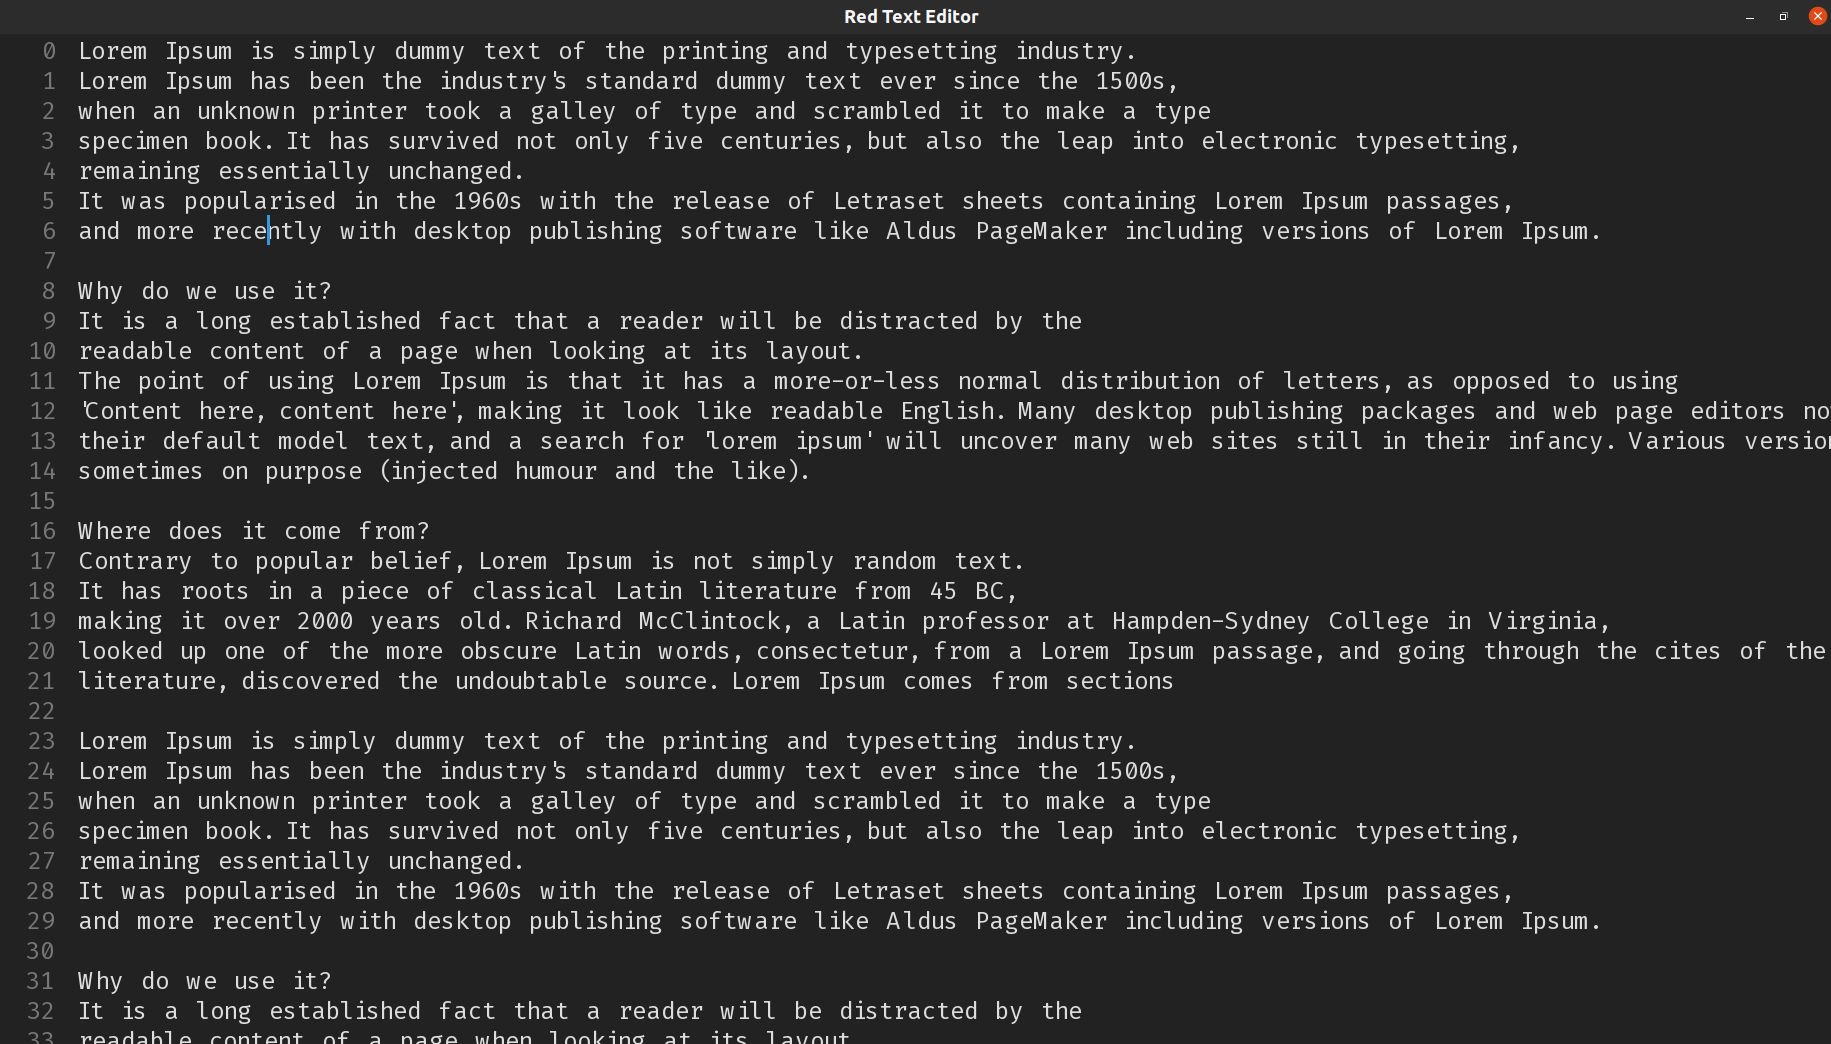 Red Text Editor
0 Lorem Ipsum is simply dummy text of the printing and typesetting industry.
1 Lorem Ipsum has been the industry's standard dummy text ever since the 1500s,
2 when an unknown printer took a galley of type and scrambled it to make a type
3 specimen book. It has survived not only five centuries, but also the leap into electronic typesetting,
4 remaining essentially unchanged.
5 It was popularised in the 1960s with the release of Letraset sheets containing Lorem Ipsum passages,
6 and more recently with desktop publishing software like Aldus PageMaker including versions of Lorem Ipsum.
7
8 Why do we use it?
9 It is a long established fact that a reader will be distracted by the
10 readable content of a page when looking at its layout.
11 The point of using Lorem Ipsum is that it has a more-or-less normal distribution of letters, as opposed to using
12 'Content here, content here', making it look like readable English. Many desktop publishing packages and web page editors
13 their default model text, and a search for 'lorem ipsum' will uncover many web sites still in their infancy. Various
14 sometimes on purpose (injected humour and the like).
15
16 Where does it come from?
17 Contrary to popular belief, Lorem Ipsum is not simply random text.
18 It has roots in a piece of classical Latin literature from 45 BC,
19 making it over 2000 years old. Richard McClintock, a Latin professor at Hampden-Sydney College in Virginia,
20 looked up one of the more obscure Latin words, consectetur, from a Lorem Ipsum passage, and going through the cites of the
21 literature, discovered the undoubtable source. Lorem Ipsum comes from sections
22
23 Lorem Ipsum is simply dummy text of the printing and typesetting industry.
24 Lorem Ipsum has been the industry's standard dummy text ever since the 1500s,
25 when an unknown printer took a galley of type and scrambled it to make a type
26 specimen book. It has survived not only five centuries, but also the leap into electronic typesetting,
27 remaining essentially unchanged.
28 It was popularised in the 1960s with the release of Letraset sheets containing Lorem Ipsum passages,
29 and more recently with desktop publishing software like Aldus PageMaker including versions of Lorem Ipsum.
30
31 Why do we use it?
32 It is a long established fact that a reader will be distracted by the
33 readable content of a page when looking at its layout